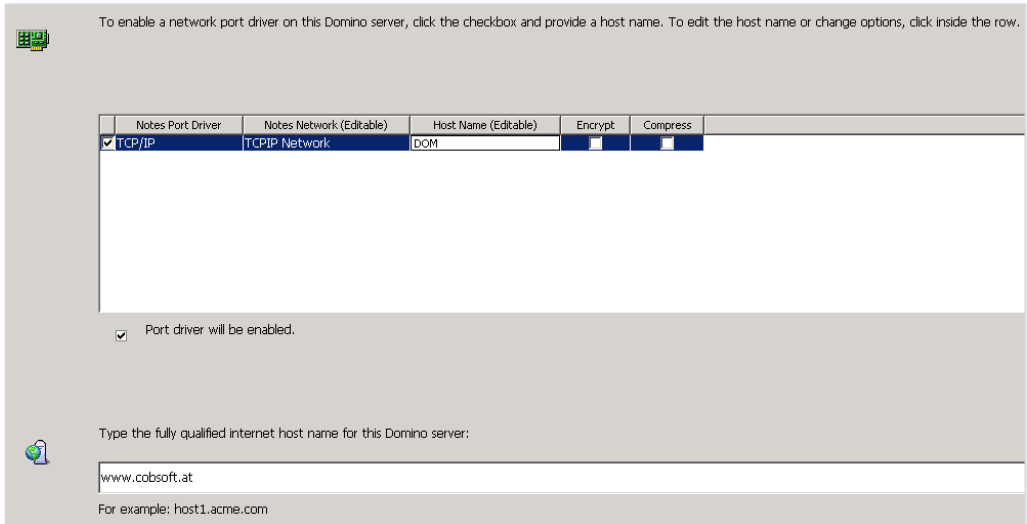 To enable a network port driver on this Domino server, click the checkbox and provide a host name. To edit the host name or change options, click inside the row.
Notes Port Driver Notes Network (Editable) Host Name (Editable) Encrypt Compress
TCP/IP TCPIP Network DOM
Port driver will be enabled.
Type the fully qualified internet host name for this Domino server:
www.cobsoft.at
For example: host1.acme.com